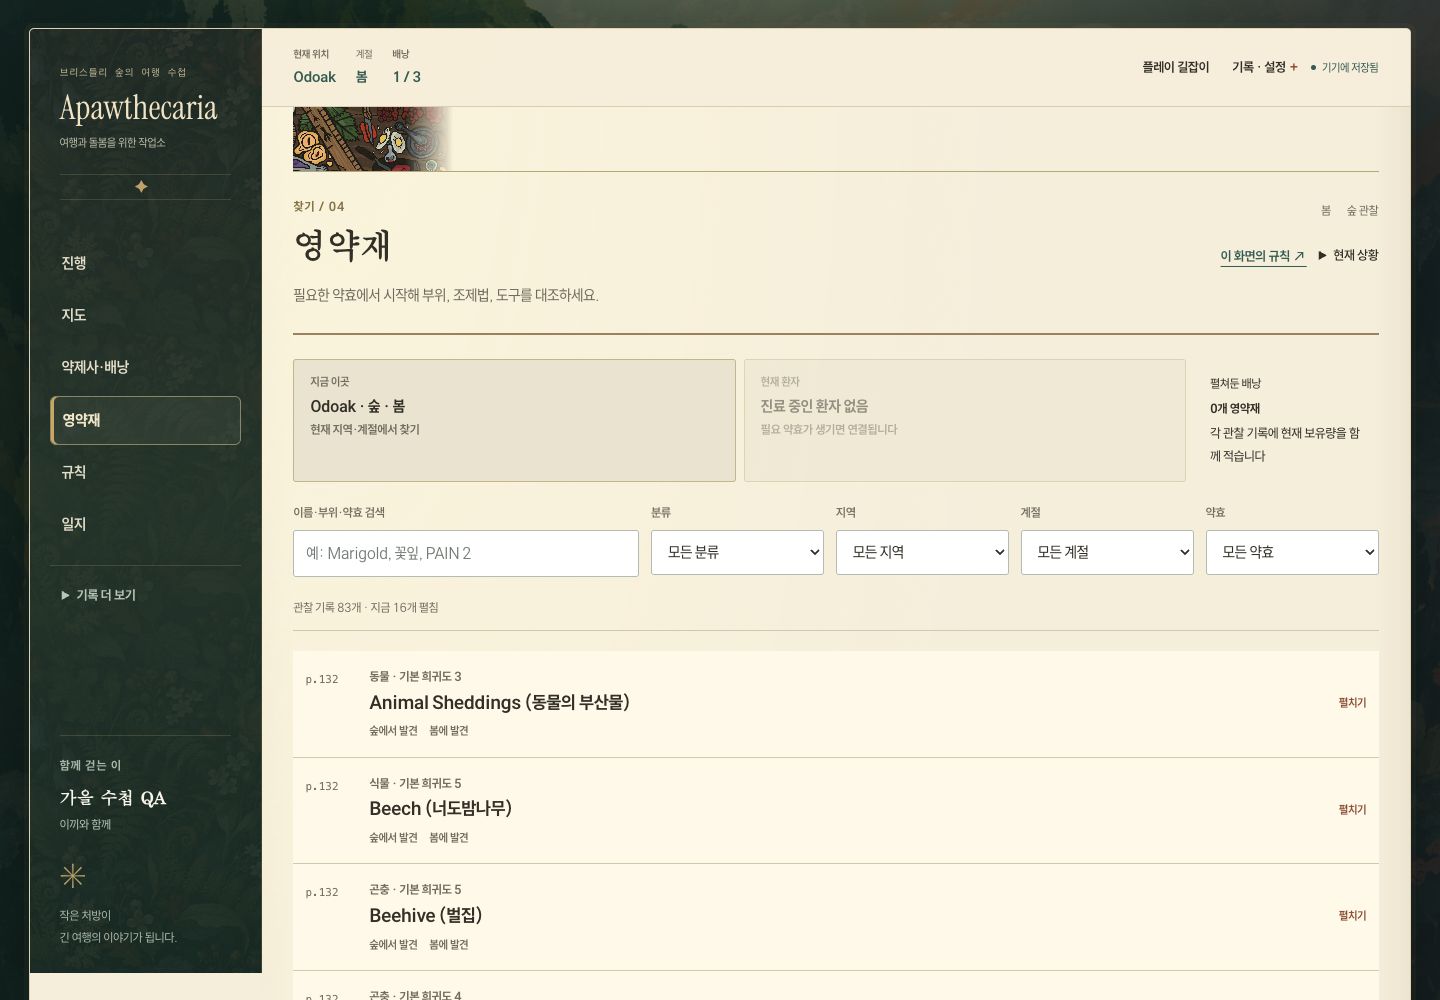 브리스틀리 숲의 여행 수첩
Apawthecaria
여행과 돌봄을 위한 작업소
진행
지도
약제사·배낭
영약재
규칙
일지
▶ 기록 더 보기
함께 걷는 이
가을 수첩 QA
이끼와 함께
작은 처방이
긴 여행의 이야기가 됩니다.
현재 위치 계절 배낭
Odoak 봄 1 / 3
플레이 길잡이 기록 · 설정 + ● 기기에 저장됨
찾기 / 04
영약재
필요한 약효에서 시작해 부위, 조제법, 도구를 대조하세요.
봄 숲 관찰
이 화면의 규칙 ↗ ▶ 현재 상황
지금 이곳
Odoak · 숲 · 봄
현재 지역·계절에서 찾기
현재 환자
진료 중인 환자 없음
필요 약효가 생기면 연결됩니다
펼쳐둔 배낭
0개 영약재
각 관찰 기록에 현재 보유량을 함
께 적습니다
이름·부위·약효 검색 분류 지역 계절 약효
예: Marigold, 꽃잎, PAIN 2 모든 분류 모든 지역 모든 계절 모든 약효
관찰 기록 83개 · 지금 16개 펼침
p.132 동물 · 기본 희귀도 3
Animal Sheddings (동물의 부산물) 펼치기
숲에서 발견 봄에 발견
p.132 식물 · 기본 희귀도 5
Beech (너도밤나무) 펼치기
숲에서 발견 봄에 발견
p.132 곤충 · 기본 희귀도 5
Beehive (벌집) 펼치기
숲에서 발견 봄에 발견
p.132 곤충 · 기본 희귀도 4